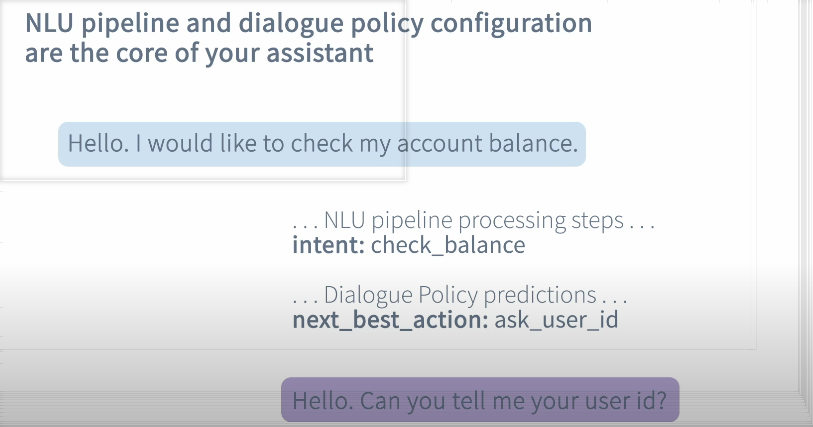 NLU pipeline and dialogue policy configuration
are the core of your assistant
Hello. I would like to check my account balance.
. . . NLU pipeline processing steps . . .
intent: check_balance
. . . Dialogue Policy predictions . . .
next_best_action: ask_user_id
Hello. Can you tell me your user id?